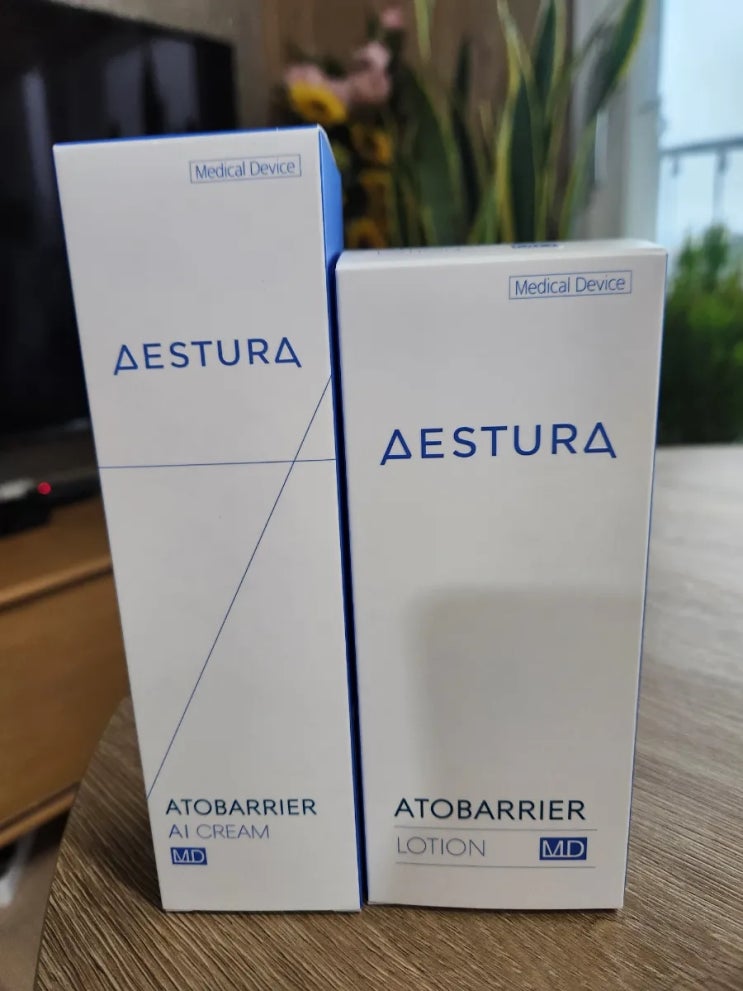 Medical Device
AESTURA
ATOBARRIER
AI CREAM
MD
Medical Device
AESTURA
ATOBARRIER
LOTION MD